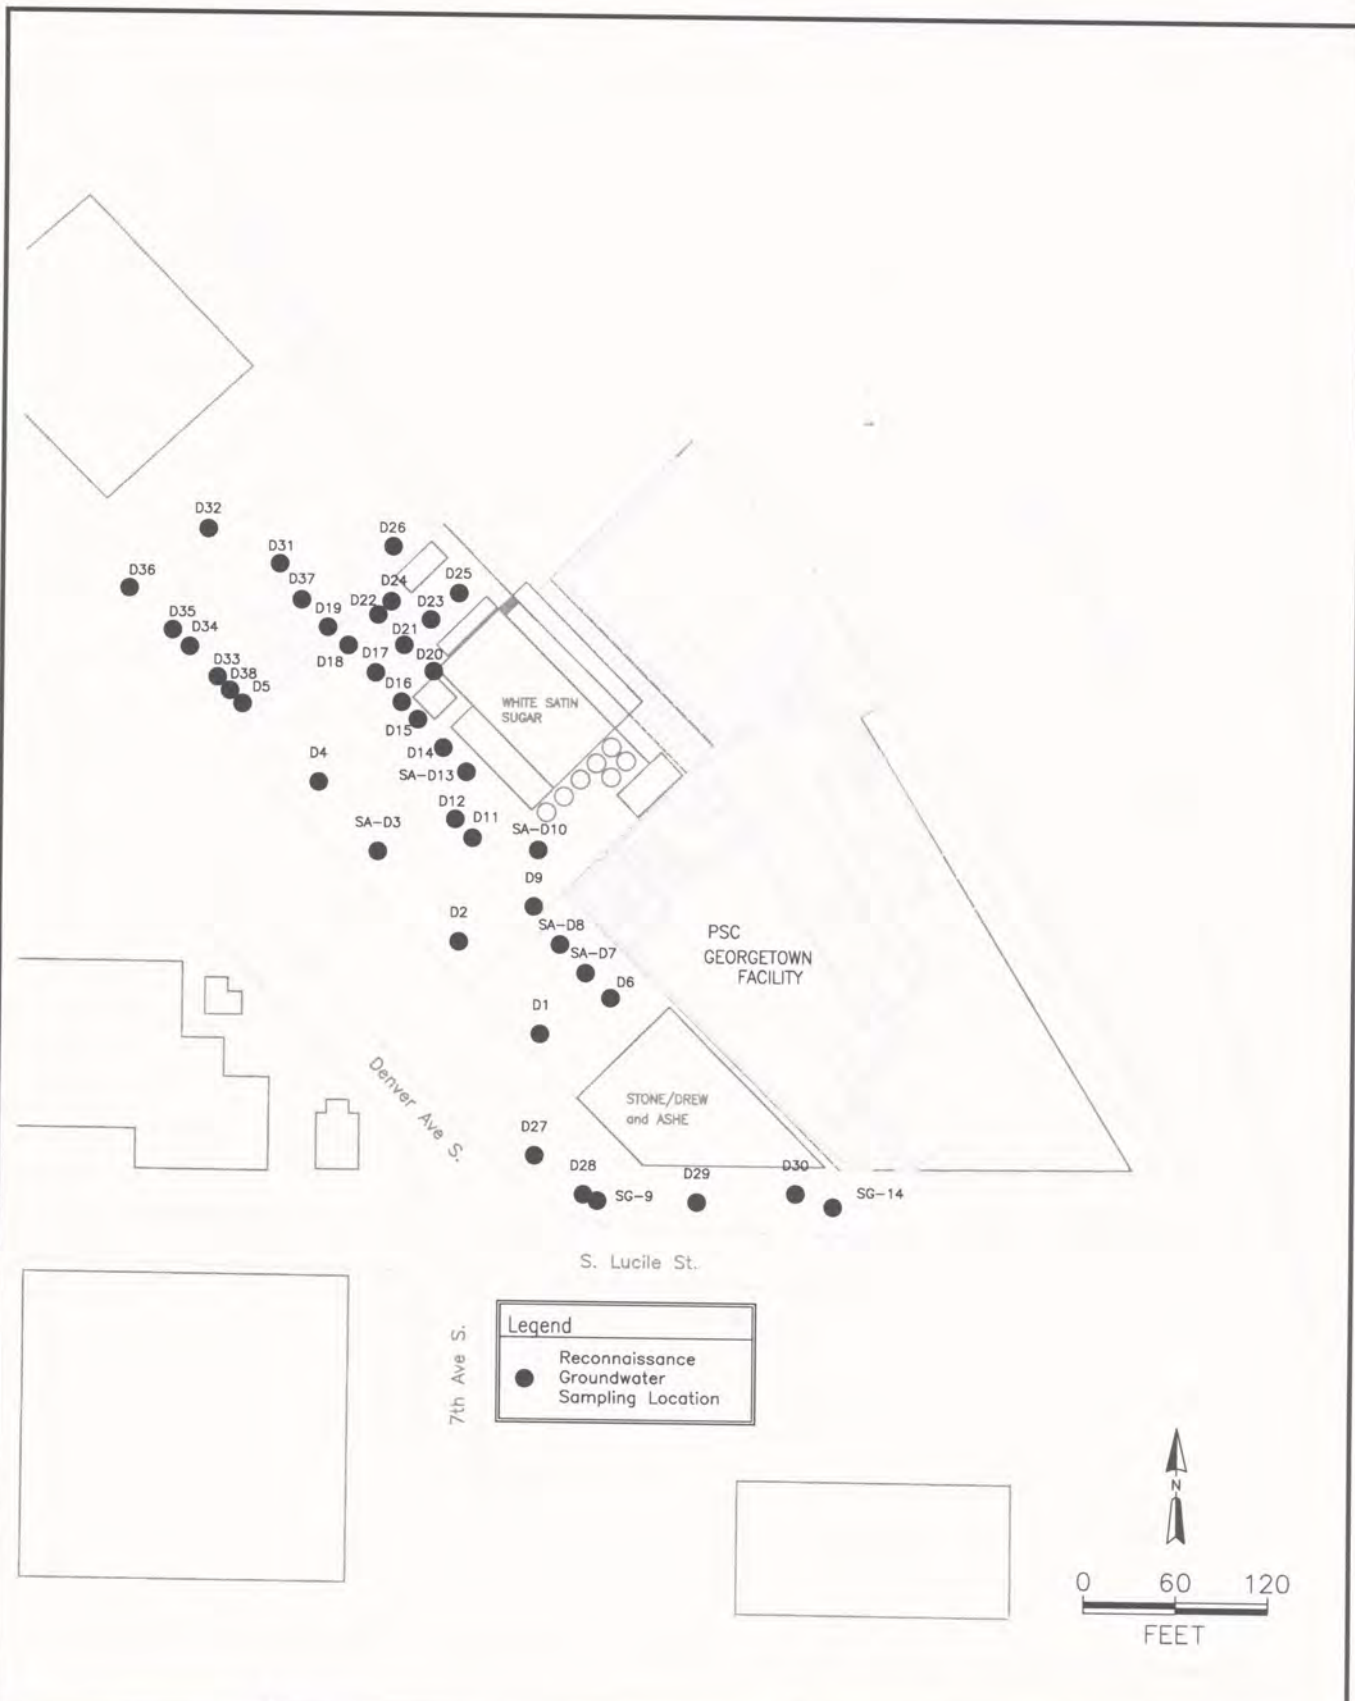 D32
D26
D31
D36
D37
D24
D25
D22
D23
D19
D35
D34
D21
D18
D17
D20
D33
D38
D5
D16
WHITE SATIN
SUGAR
D15
D14
D4
SA-D13
D12
D11
SA-D3
SA-D10
D9
D2
SA-D8
SA-D7
PSC
GEORGETOWN
FACILITY
D6
D1
Denver Ave S.
STONE/DREW
and ASHE
D27
D28
D29
D30
SG-9
SG-14
S. Lucile St.
7th Ave S.
Legend
Reconnaissance
Groundwater
Sampling Location
N
0 60 120
FEET